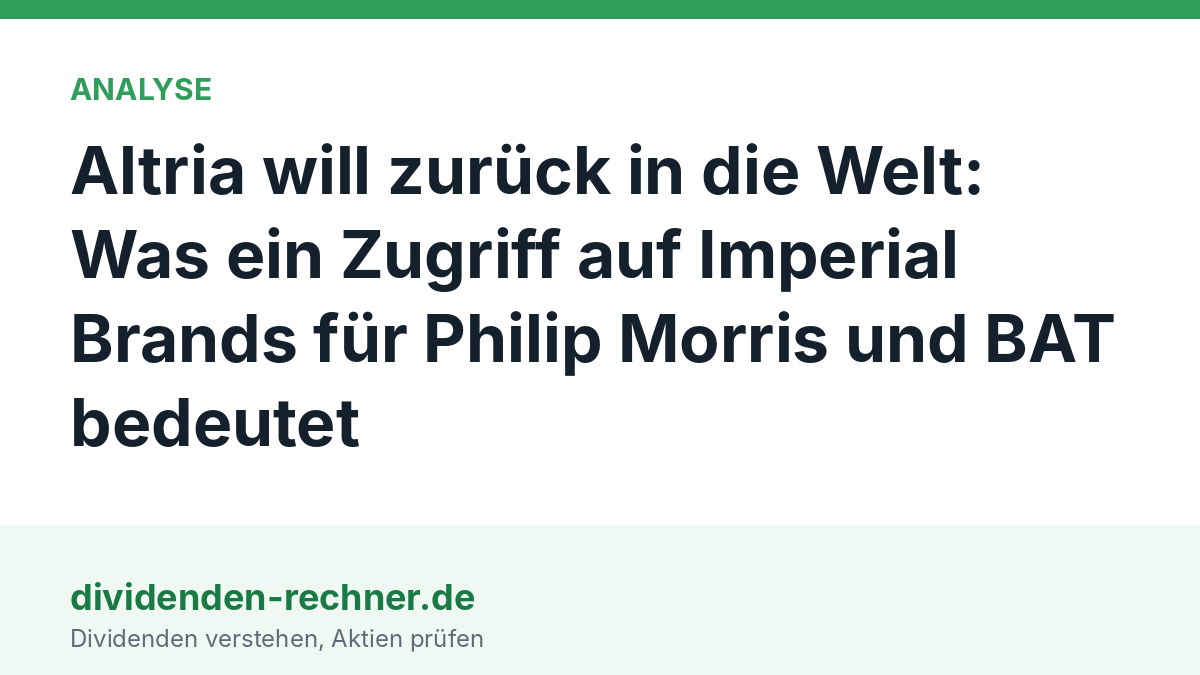 ANALYSE
Altria will zurück in die Welt:
Was ein Zugriff auf Imperial
Brands für Philip Morris und BAT
bedeutet
dividenden-rechner.de
Dividenden verstehen, Aktien prüfen